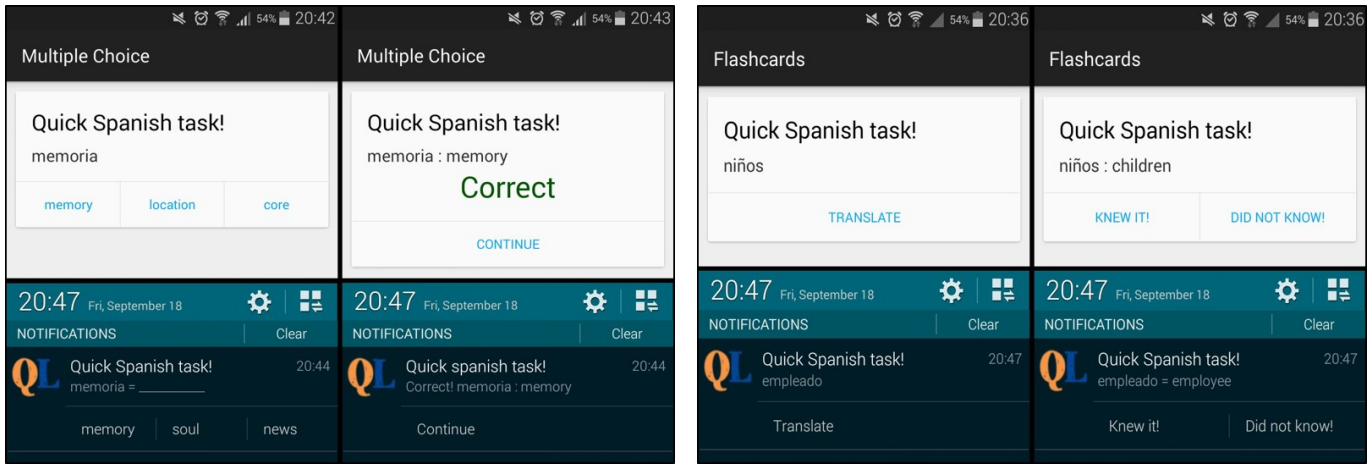 54% 20:42
Multiple Choice
Quick Spanish task!
memoria
memory location core
54% 20:43
Multiple Choice
Quick Spanish task!
memoria : memory
Correct
CONTINUE
20:47 Fri, September 18
NOTIFICATIONS Clear
QL
Quick Spanish task! 20:44
memoria = __________
memory soul news
20:47 Fri, September 18
NOTIFICATIONS Clear
QL
Quick spanish task! 20:44
Correct! memoria : memory
Continue
54% 20:36
Flashcards
Quick Spanish task!
niños
TRANSLATE
54% 20:36
Flashcards
Quick Spanish task!
niños : children
KNEW IT! DID NOT KNOW!
20:47 Fri, September 18
NOTIFICATIONS Clear
QL
Quick Spanish task! 20:47
empleado
Translate
20:47 Fri, September 18
NOTIFICATIONS Clear
QL
Quick Spanish task! 20:47
empleado = employee
Knew it! Did not know!